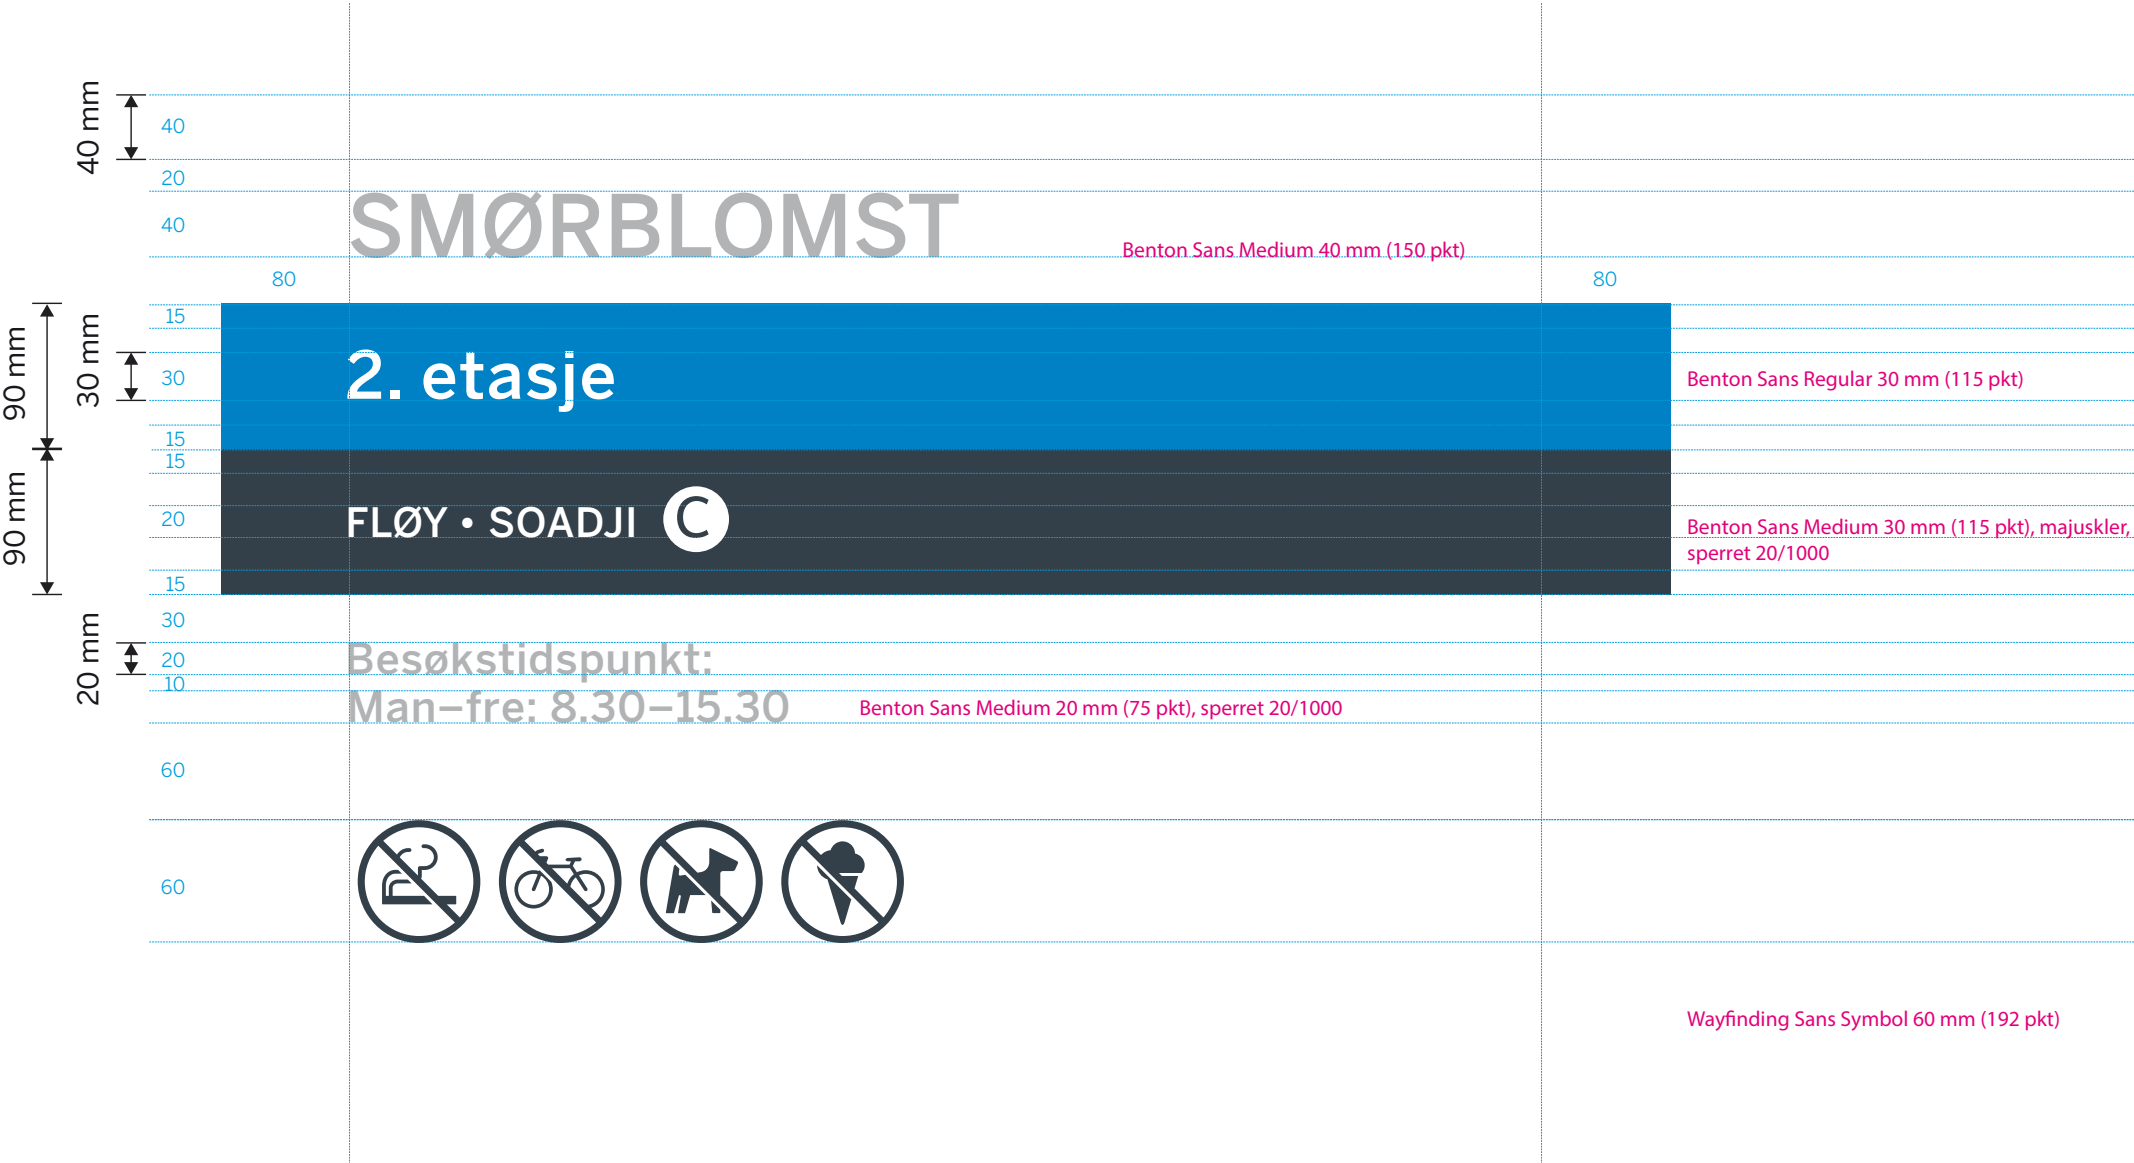 40 mm
40
20
SMØRBLOMST
40
Benton Sans Medium 40 mm (150 pkt)
80
80
15
90 mm
30 mm
30
2. etasje
Benton Sans Regular 30 mm (115 pkt)
15
15
90 mm
20
FLØY • SOADJI C
Benton Sans Medium 30 mm (115 pkt), majuskler,
sperret 20/1000
15
30
20 mm
20
Besøkstidspunkt:
10
Man–fre: 8.30–15.30
Benton Sans Medium 20 mm (75 pkt), sperret 20/1000
60
60
Wayfinding Sans Symbol 60 mm (192 pkt)